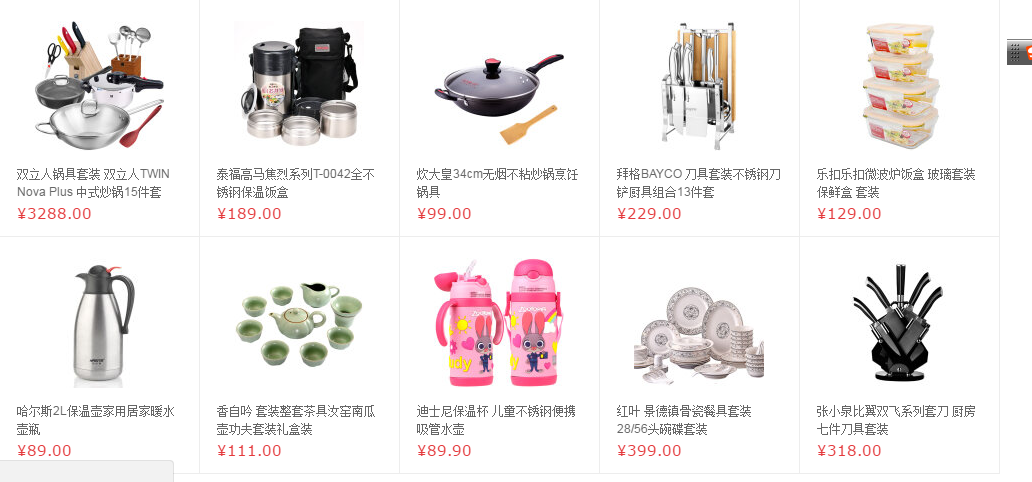 双立人锅具套装 双立人TWIN
Nova Plus 中式炒锅15件套
¥3288.00
泰福高马焦烈系列T-0042全不
锈钢保温饭盒
¥189.00
炊大皇34cm无烟不粘炒锅烹饪
锅具
¥99.00
拜格BAYCO 刀具套装不锈钢刀
铲厨具组合13件套
¥229.00
乐扣乐扣微波炉饭盒 玻璃套装
保鲜盒 套装
¥129.00
哈尔斯2L保温壶家用居家暖水
壶瓶
¥89.00
香自吟 套装整套茶具汝窑南瓜
壶功夫套装礼盒装
¥111.00
迪士尼保温杯 儿童不锈钢便携
吸管水壶
¥89.90
红叶 景德镇骨瓷餐具套装
28/56头碗碟套装
¥399.00
张小泉比翼双飞系列套刀 厨房
七件刀具套装
¥318.00